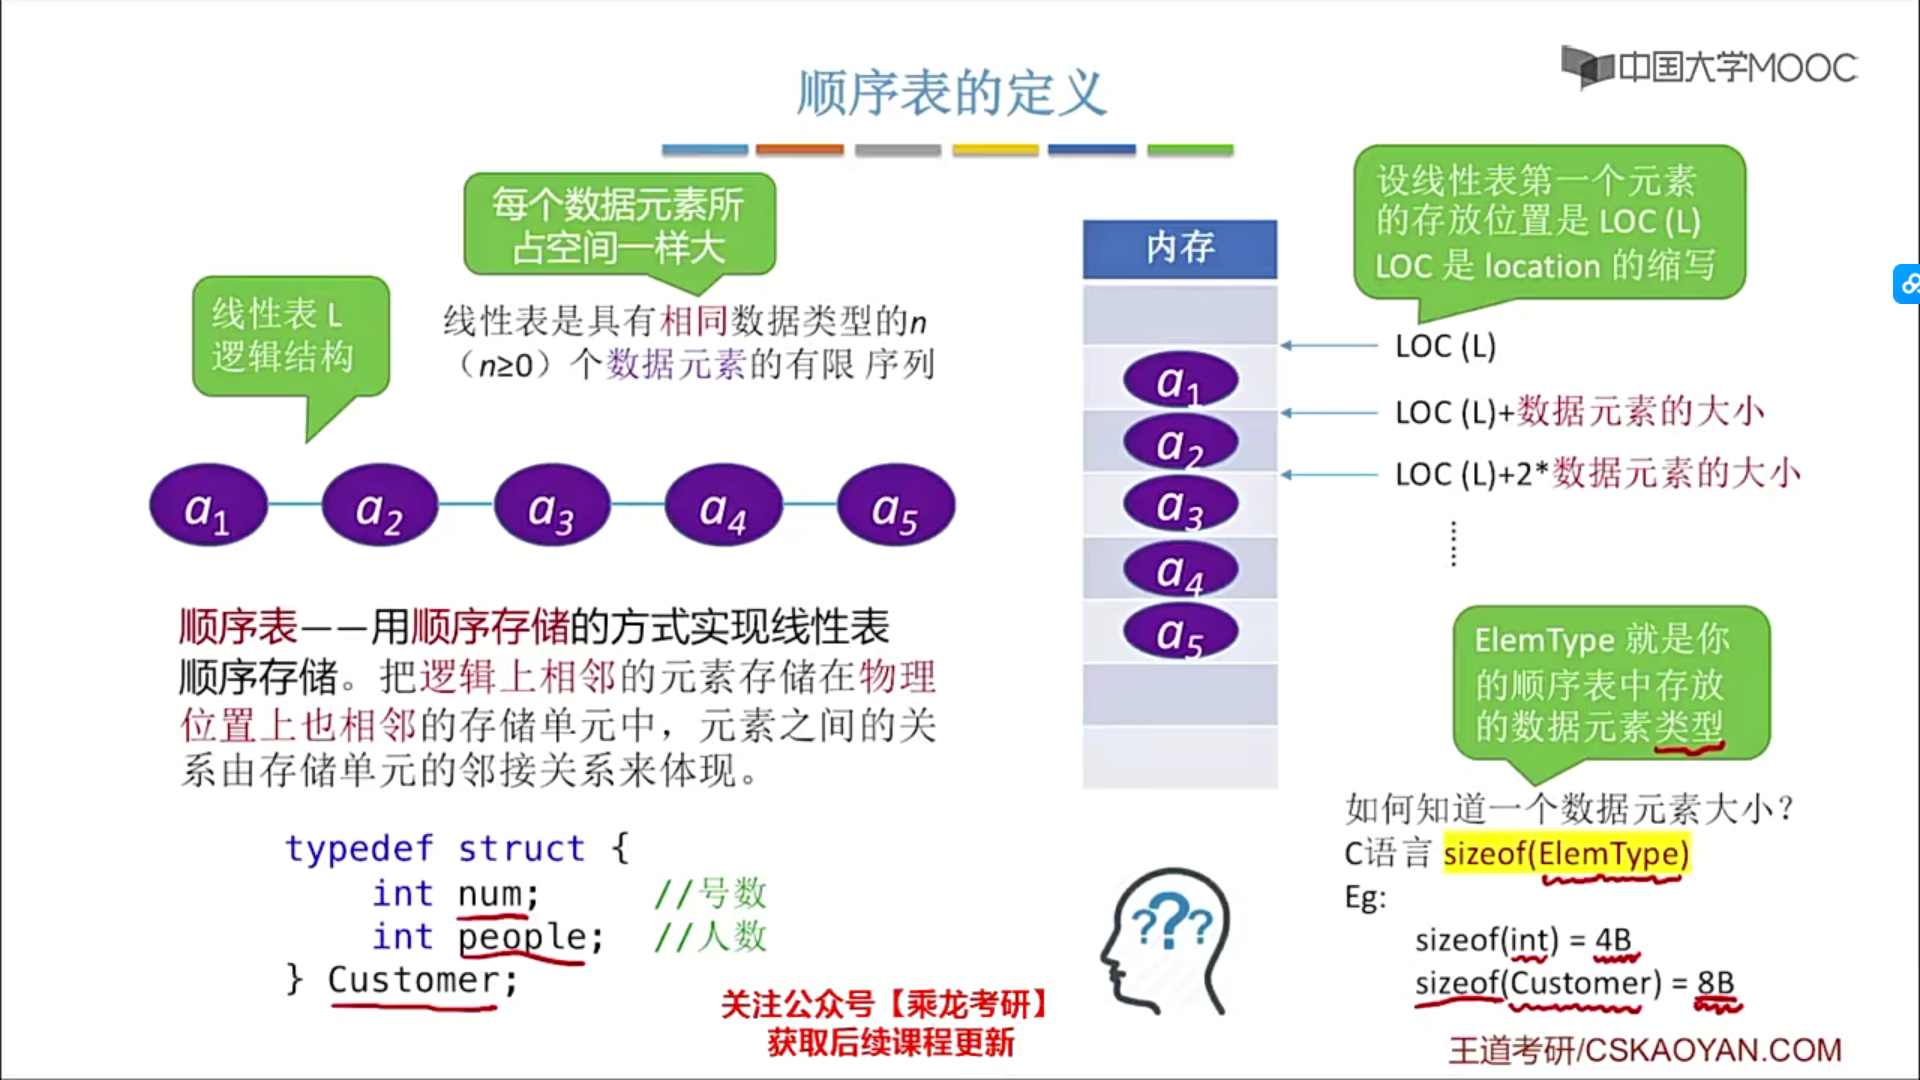 中国大学MOOC
顺序表的定义
每个数据元素所
占空间一样大
线性表 L
逻辑结构
线性表是具有相同数据类型的n
（n≥0）个数据元素的有限 序列
a1
a2
a3
a4
a5
顺序表——用顺序存储的方式实现线性表
顺序存储。把逻辑上相邻的元素存储在物理
位置上也相邻的存储单元中，元素之间的关
系由存储单元的邻接关系来体现。
typedef struct {
int num; //号数
int people; //人数
} Customer;
内存
a1
a2
a3
a4
a5
设线性表第一个元素
的存放位置是 LOC (L)
LOC 是 location 的缩写
LOC (L)
LOC (L)+数据元素的大小
LOC (L)+2*数据元素的大小
ElemType 就是你
的顺序表中存放
的数据元素类型
如何知道一个数据元素大小？
C语言 sizeof(ElemType)
Eg:
sizeof(int) = 4B
sizeof(Customer) = 8B
???
关注公众号【乘龙考研】
获取后续课程更新
王道考研/CSKAOYAN.COM